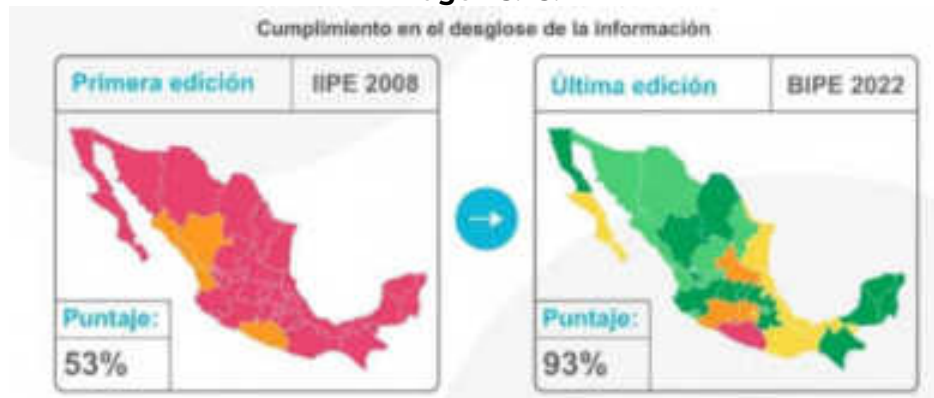 Cumplimiento en el desglose de la información
Primera edición
IIPE 2008
Última edición
BIPE 2022
Puntaje:
53%
Puntaje:
93%